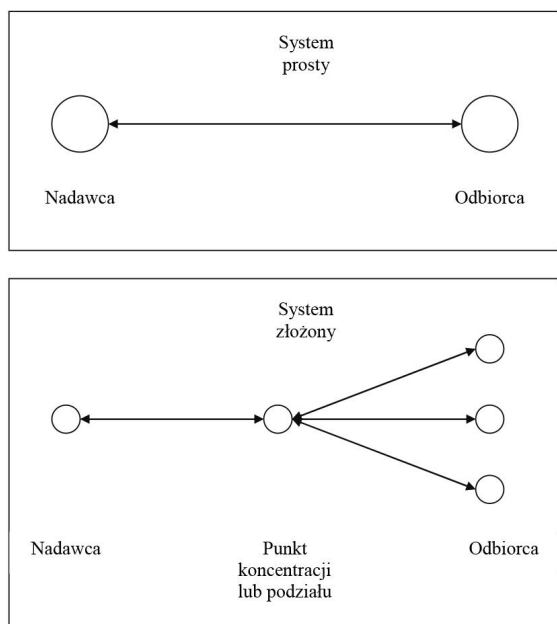 System
prosty
Nadawca
Odbiorca
System
złożony
Nadawca
Punkt
koncentracji
lub podziału
Odbiorca